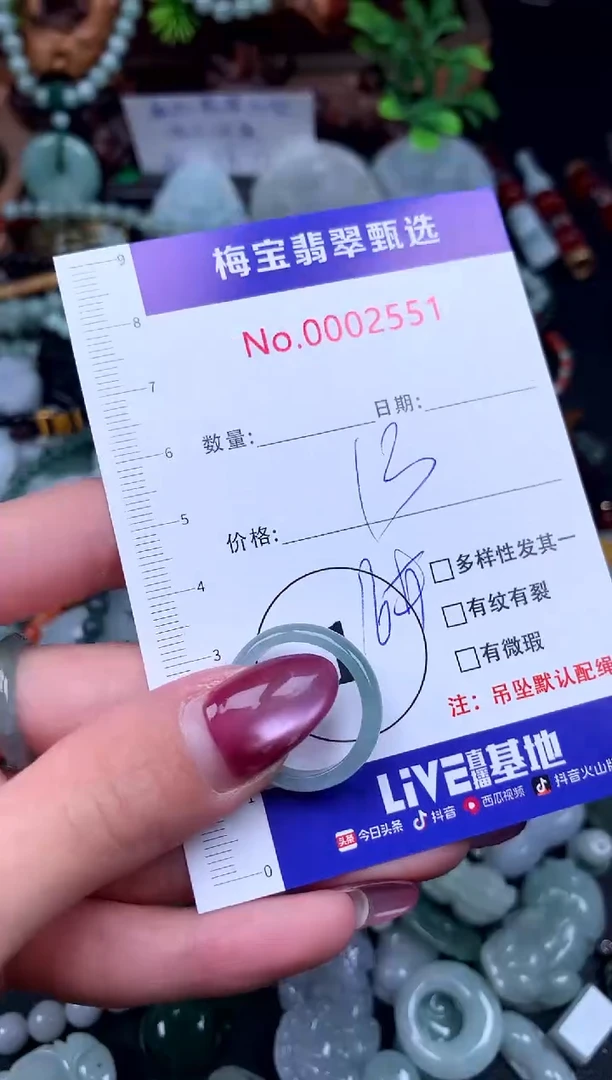 梅宝翡翠甄选
No.0002551
数量:
日期:
13
价格:
多样性发其一
有纹有裂
有微瑕
注: 吊坠默认配绳
LiVE直播基地
头条 今日头条 抖音 西瓜视频 抖音火山版
9
8
7
6
5
4
3
0